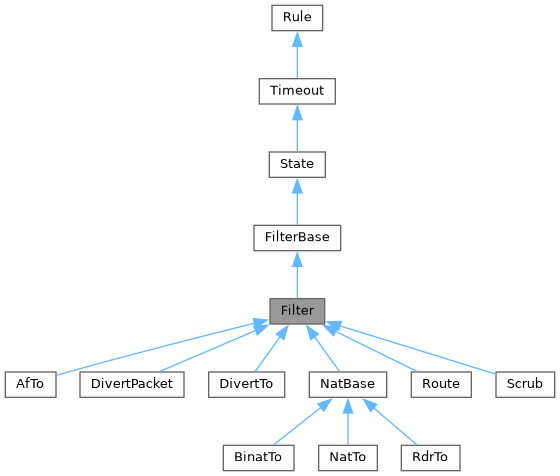 Rule
Timeout
State
FilterBase
Filter
AfTo
DivertPacket
DivertTo
NatBase
Route
Scrub
BinatTo
NatTo
RdrTo